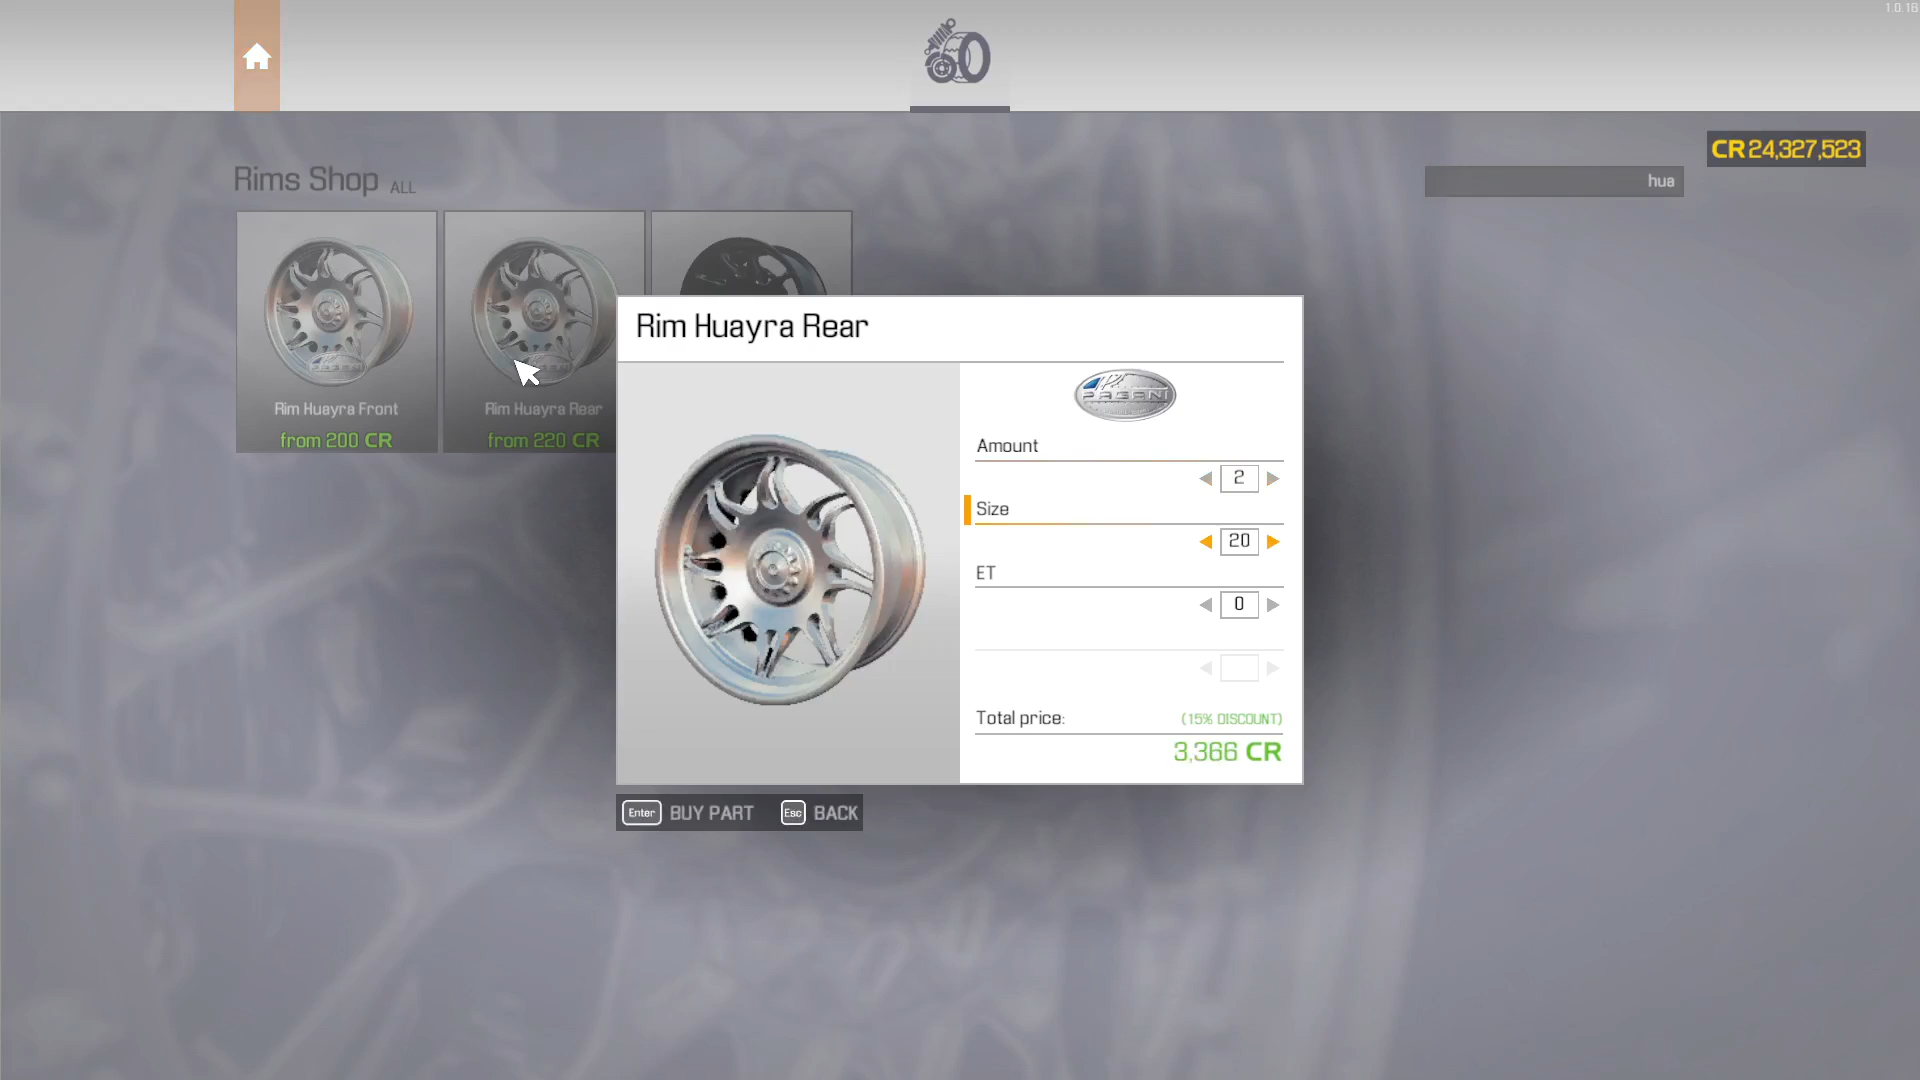 1.0.16
CR 24,327,523
Rims Shop ALL
hua
Rim Huayra Front
from 200 CR
Rim Huayra Rear
from 220 CR
Rim Huayra Rear
PAGANI
Amount
2
Size
20
ET
0
Total price:
(15% DISCOUNT)
3,366 CR
Enter BUY PART Esc BACK